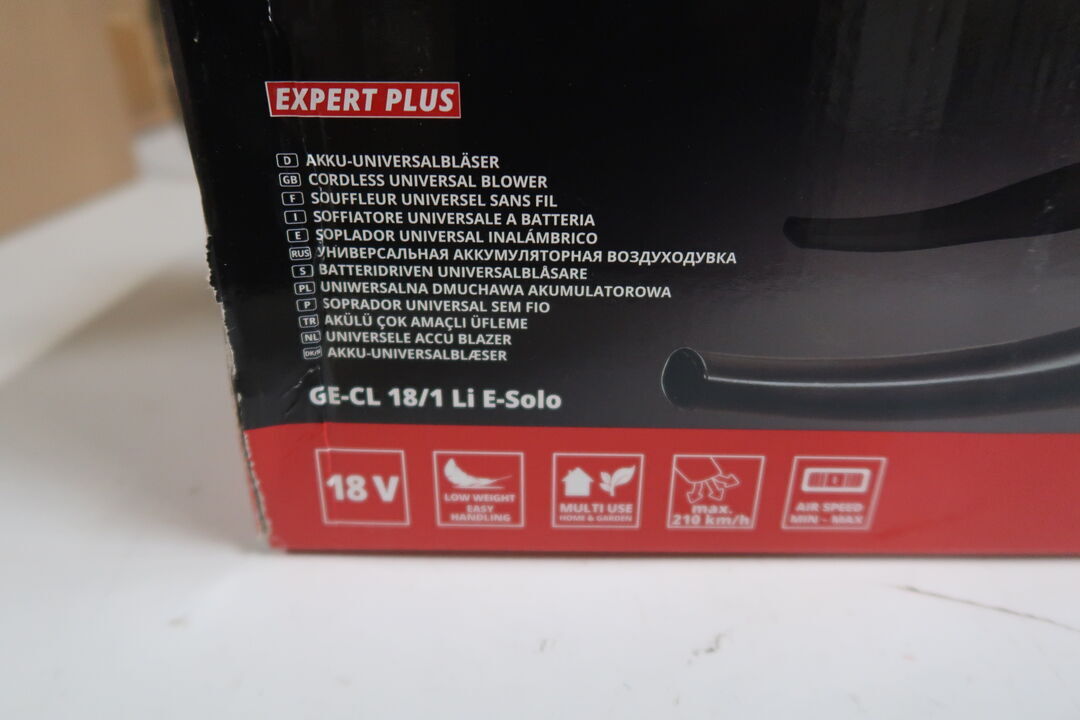 EXPERT PLUS
D AKKU-UNIVERSALBLÄSER
GB CORDLESS UNIVERSAL BLOWER
F SOUFFLEUR UNIVERSEL SANS FIL
I SOFFIATORE UNIVERSALE A BATTERIA
E SOPLADOR UNIVERSAL INALÁMBRICO
RUS УНИВЕРСАЛЬНАЯ АККУМУЛЯТОРНАЯ ВОЗДУХОДУВКА
S BATTERIDRIVEN UNIVERSALBLÅSARE
PL UNIWERSALNA DMUCHAWA AKUMULATOROWA
P SOPRADOR UNIVERSAL SEM FIO
TR AKÜLÜ ÇOK AMAÇLI ÜFLEME
NL UNIVERSELE ACCU BLAZER
DK/N AKKU-UNIVERSALBLÆSER
GE-CL 18/1 Li E-Solo
18 V
LOW WEIGHT
EASY
HANDLING
MULTI USE
HOME & GARDEN
max.
210 km/h
AIR SPEED
MIN - MAX